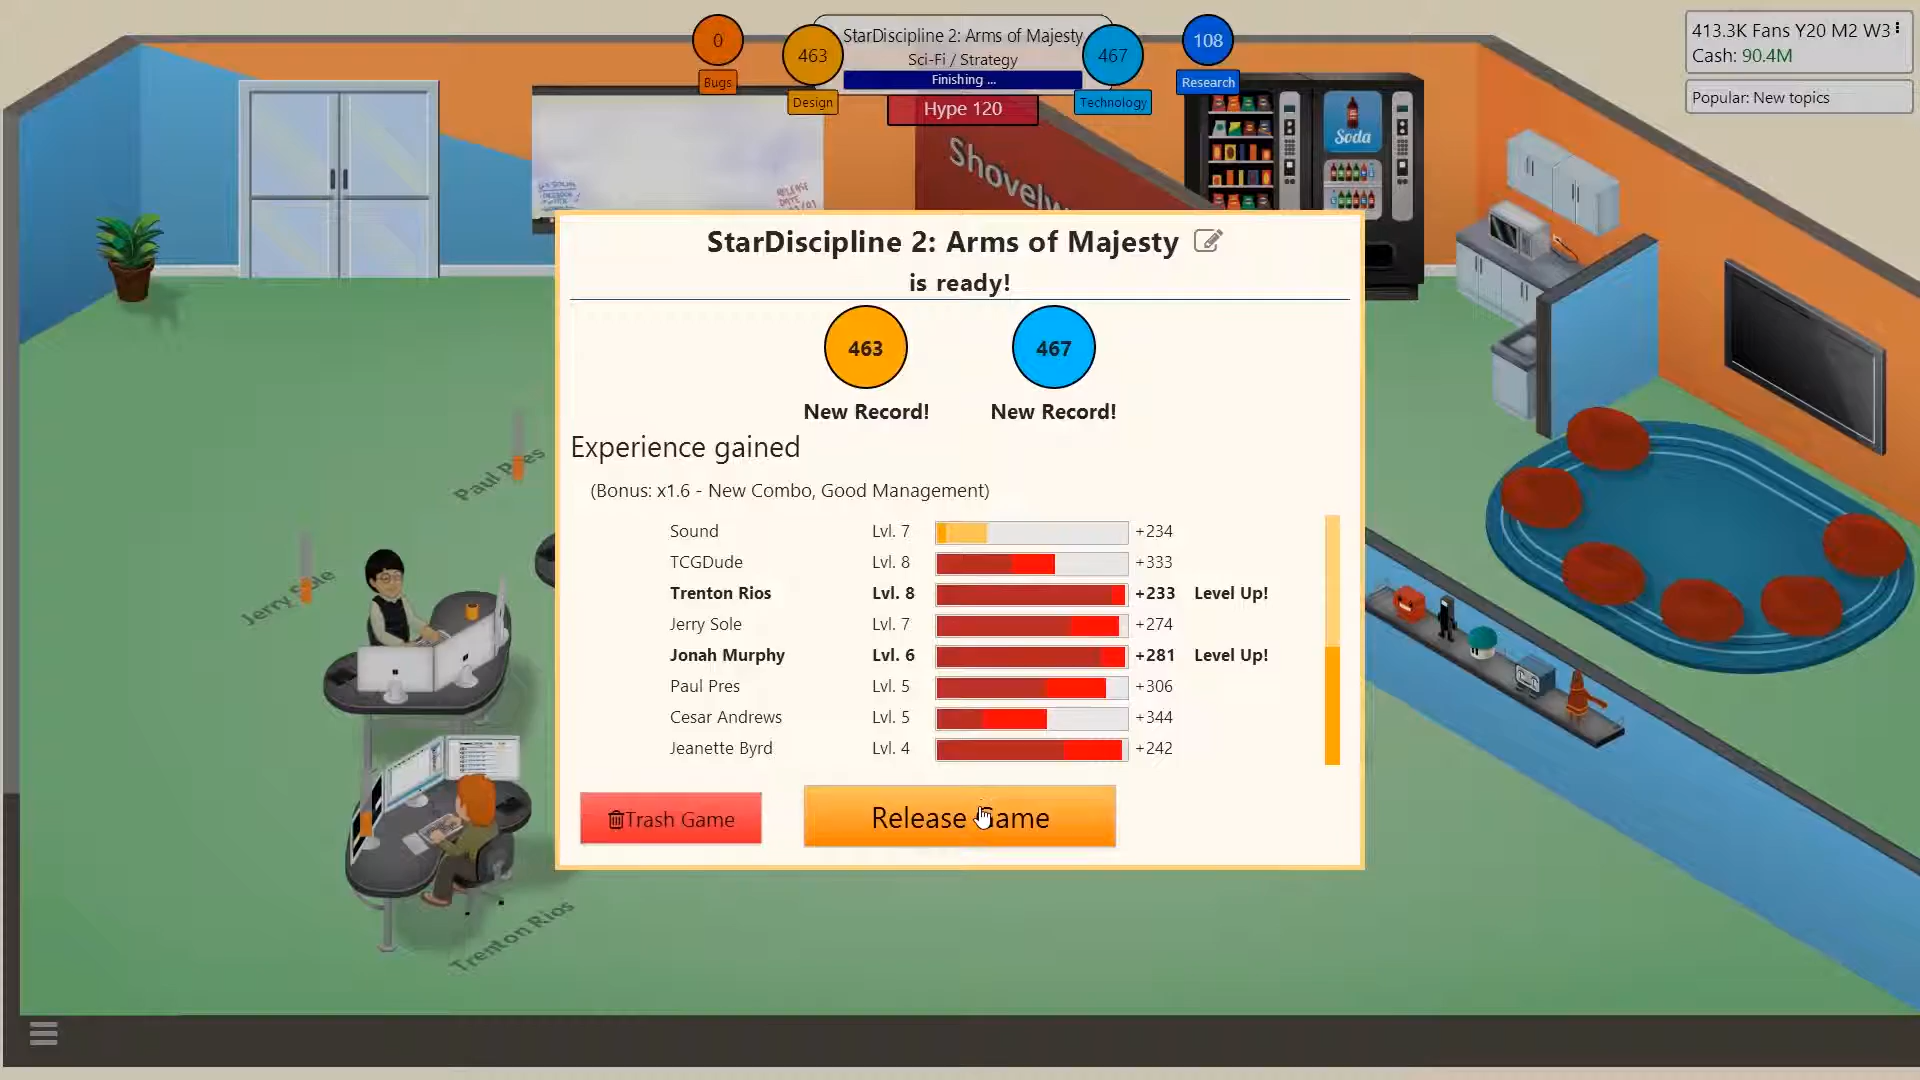 0
Bugs
463
Design
StarDiscipline 2: Arms of Majesty
Sci-Fi / Strategy
Finishing ...
Hype 120
467
Technology
108
Research
413.3K Fans Y20 M2 W3
Cash: 90.4M
Popular: New topics
Soda
RELEASE
DATE
StarDiscipline 2: Arms of Majesty
is ready!
463
467
New Record!
New Record!
Experience gained
(Bonus: x1.6 - New Combo, Good Management)
Sound Lvl. 7 +234
TCGDude Lvl. 8 +333
Trenton Rios Lvl. 8 +233 Level Up!
Jerry Sole Lvl. 7 +274
Jonah Murphy Lvl. 6 +281 Level Up!
Paul Pres Lvl. 5 +306
Cesar Andrews Lvl. 5 +344
Jeanette Byrd Lvl. 4 +242
Trash Game
Release Game
Paul Pres
Jerry Sole
Trenton Rios